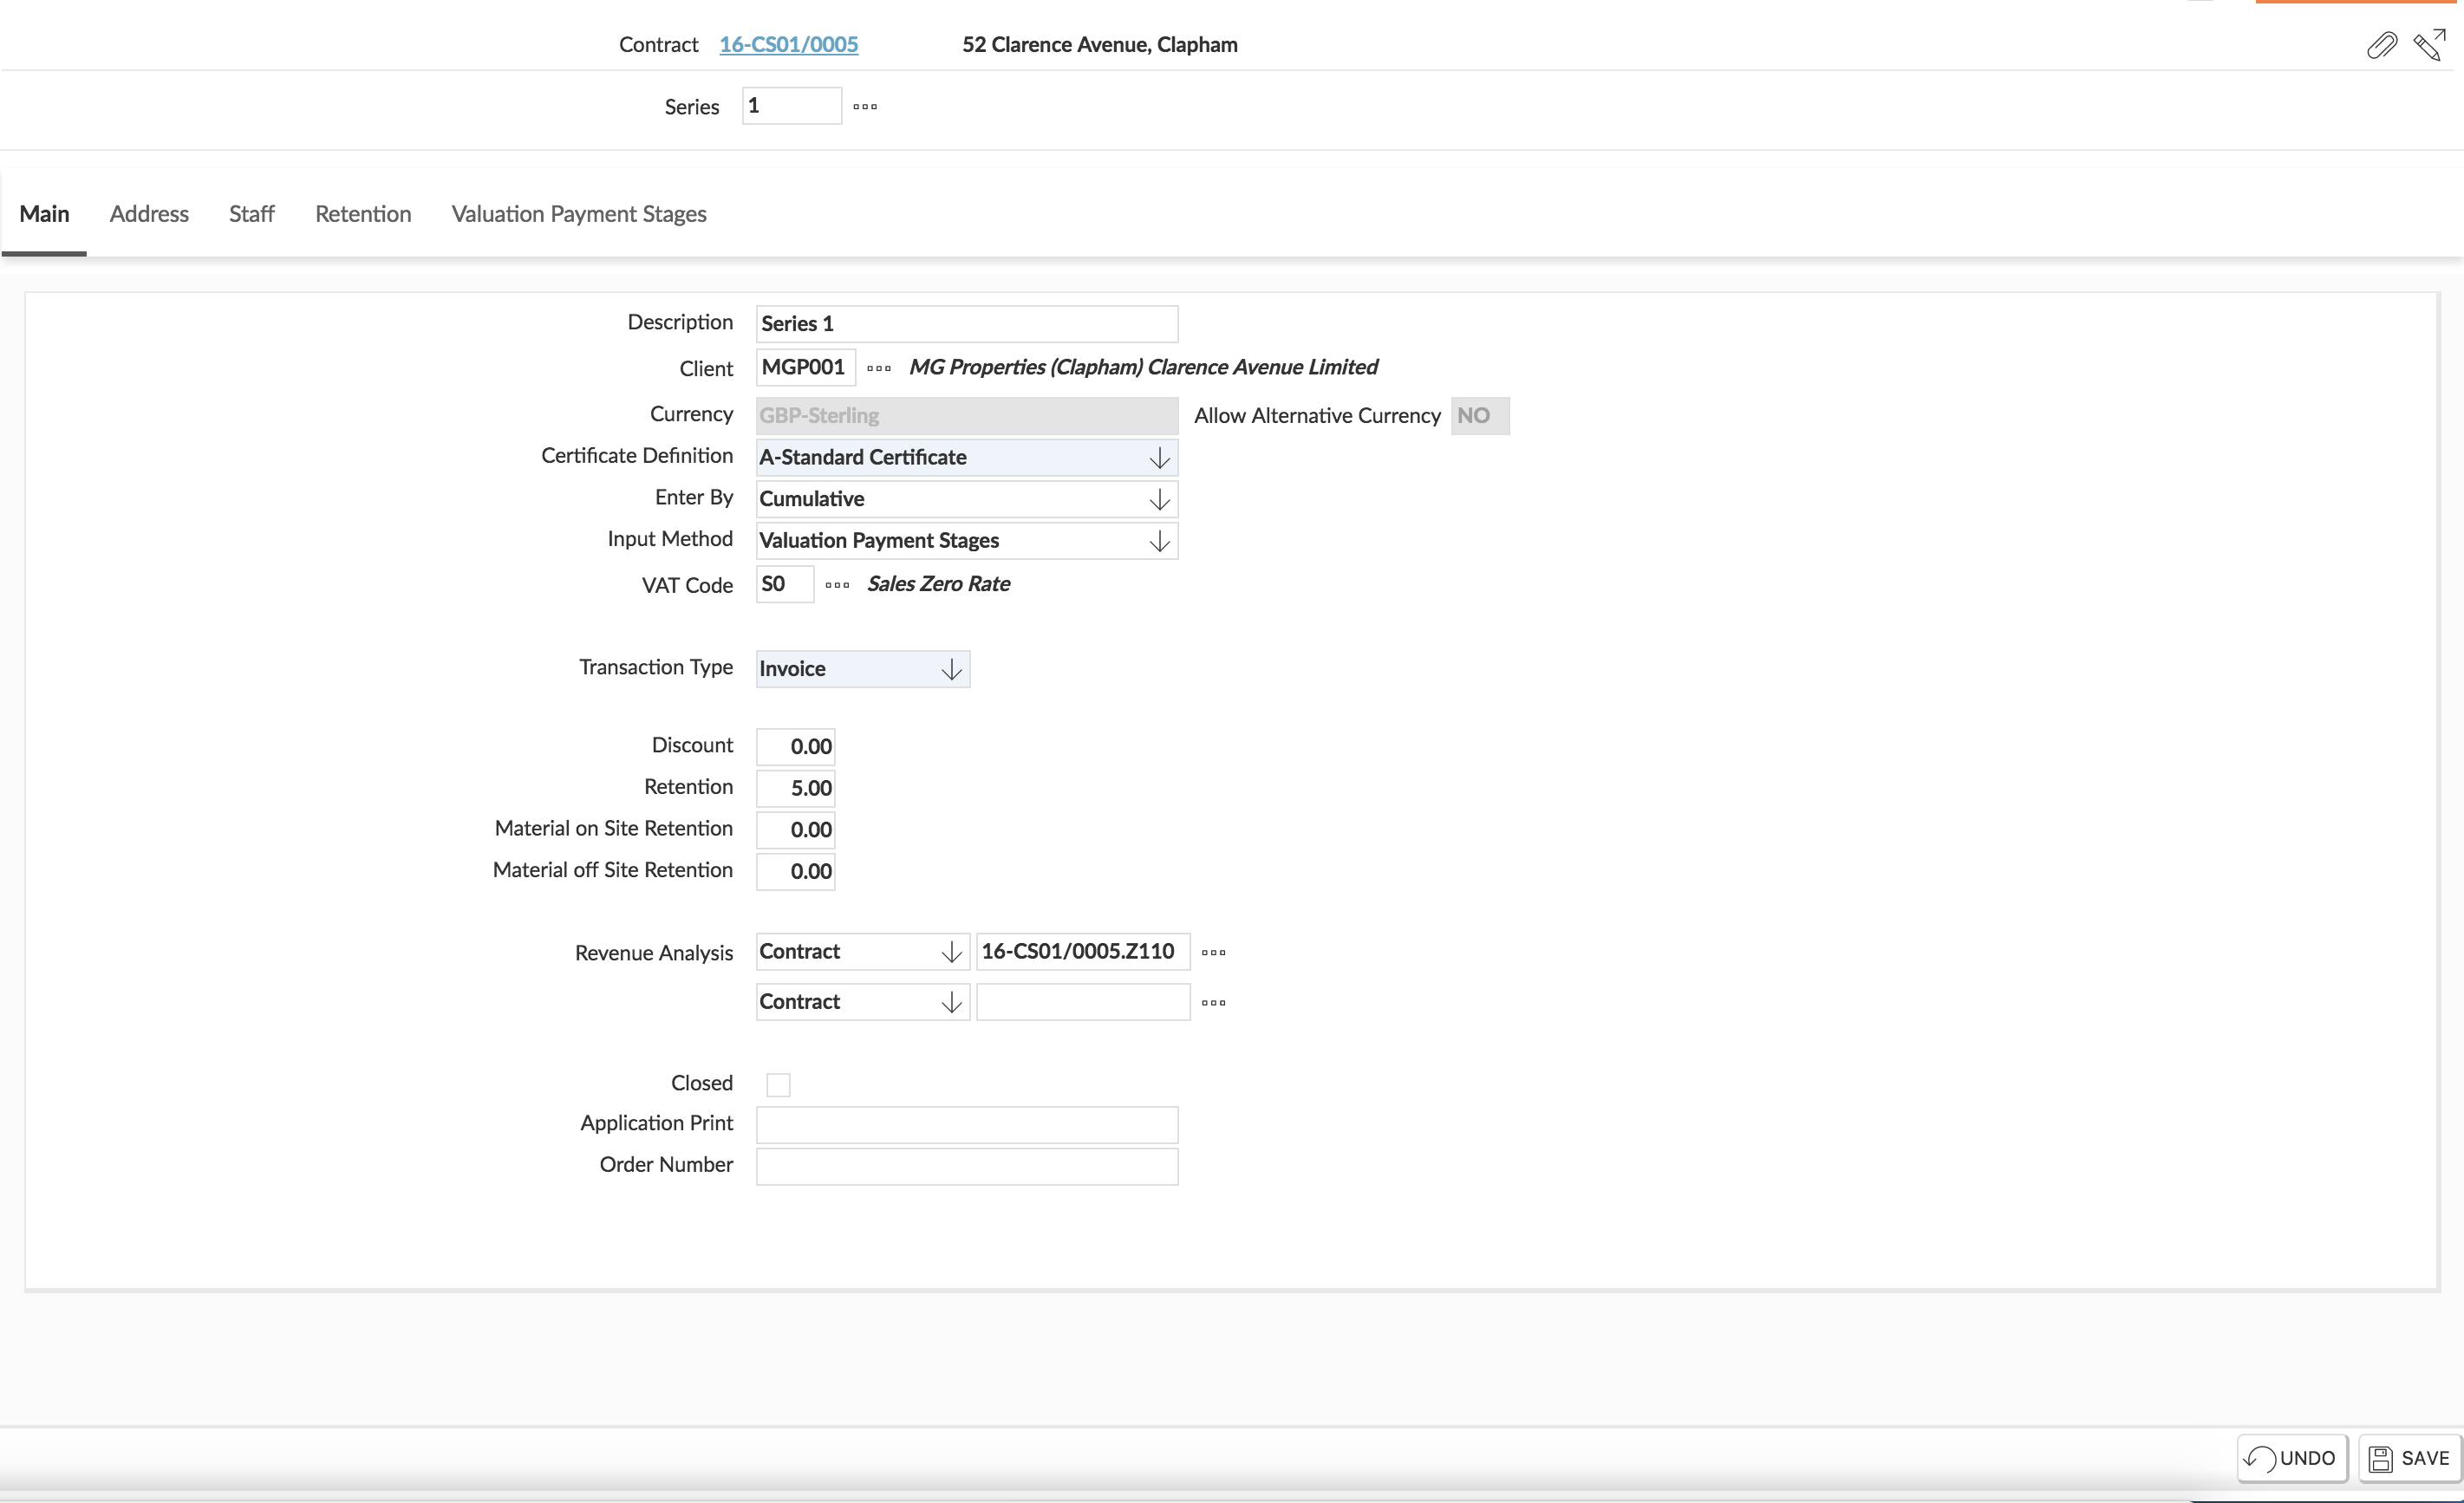 Contract 16-CS01/0005 52 Clarence Avenue, Clapham
Series 1
Main Address Staff Retention Valuation Payment Stages
Description Series 1
Client MGP001 MG Properties (Clapham) Clarence Avenue Limited
Currency GBP-Sterling Allow Alternative Currency NO
Certificate Definition A-Standard Certificate
Enter By Cumulative
Input Method Valuation Payment Stages
VAT Code S0 Sales Zero Rate
Transaction Type Invoice
Discount 0.00
Retention 5.00
Material on Site Retention 0.00
Material off Site Retention 0.00
Revenue Analysis Contract 16-CS01/0005.Z110
Contract
Closed
Application Print
Order Number
UNDO SAVE